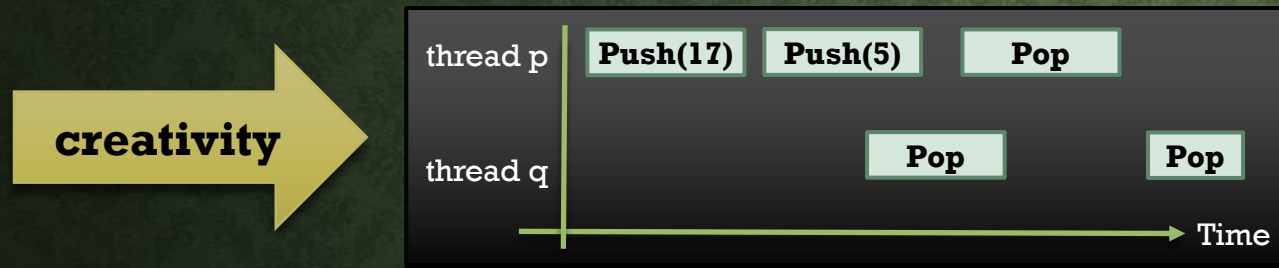 creativity
thread p
Push(17) Push(5) Pop
thread q
Pop Pop
Time